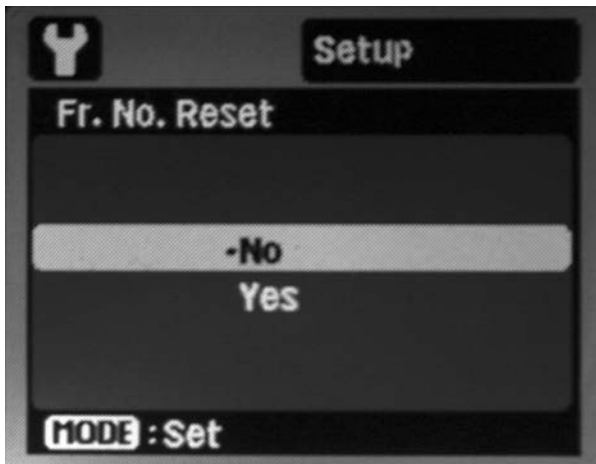 Setup
Fr. No. Reset
-No
Yes
MODE :Set